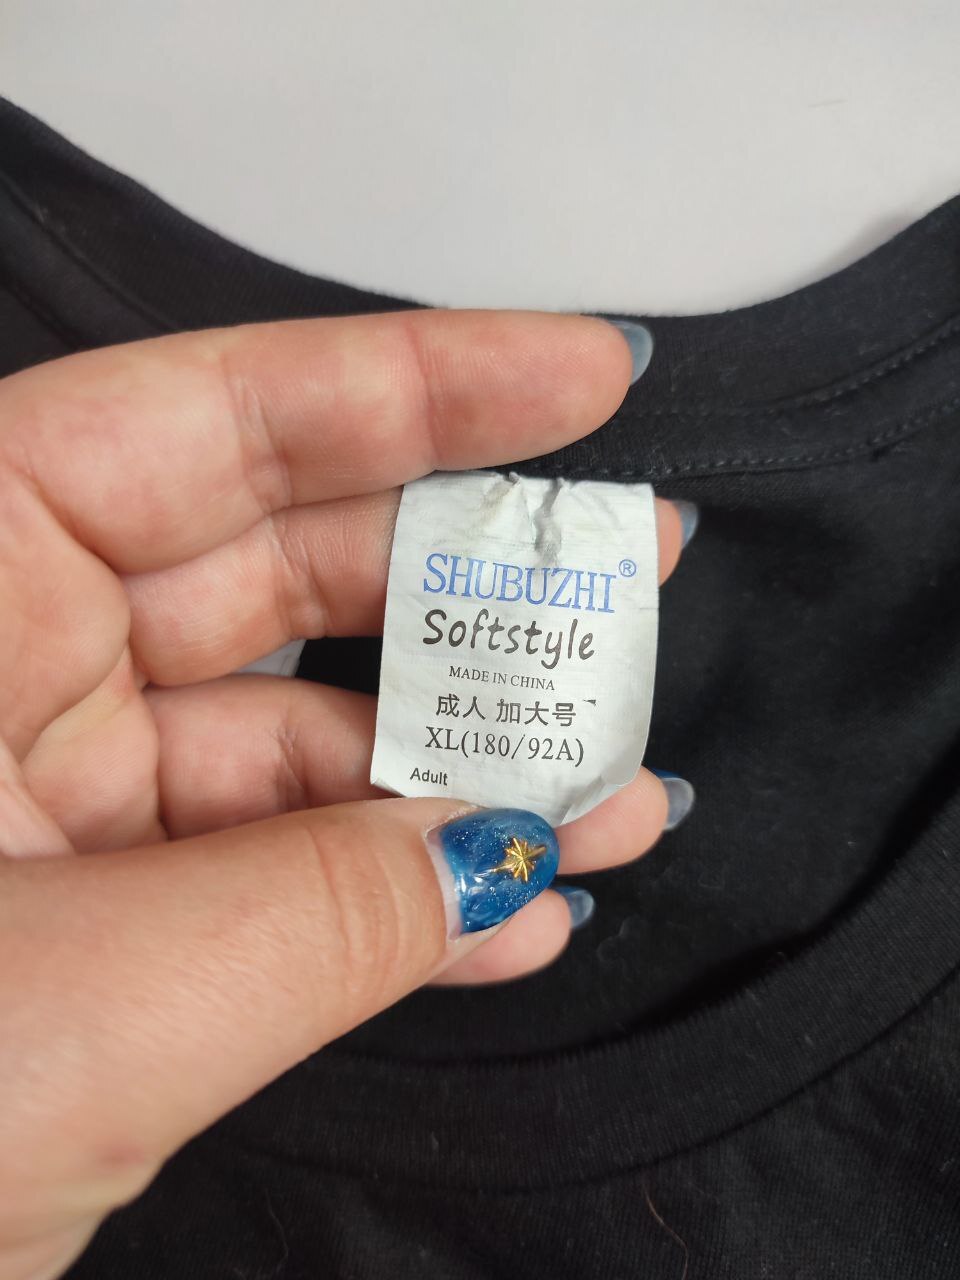 SHUBUZHI®
Softstyle
MADE IN CHINA
成人 加大号
XL(180/92A)
Adult